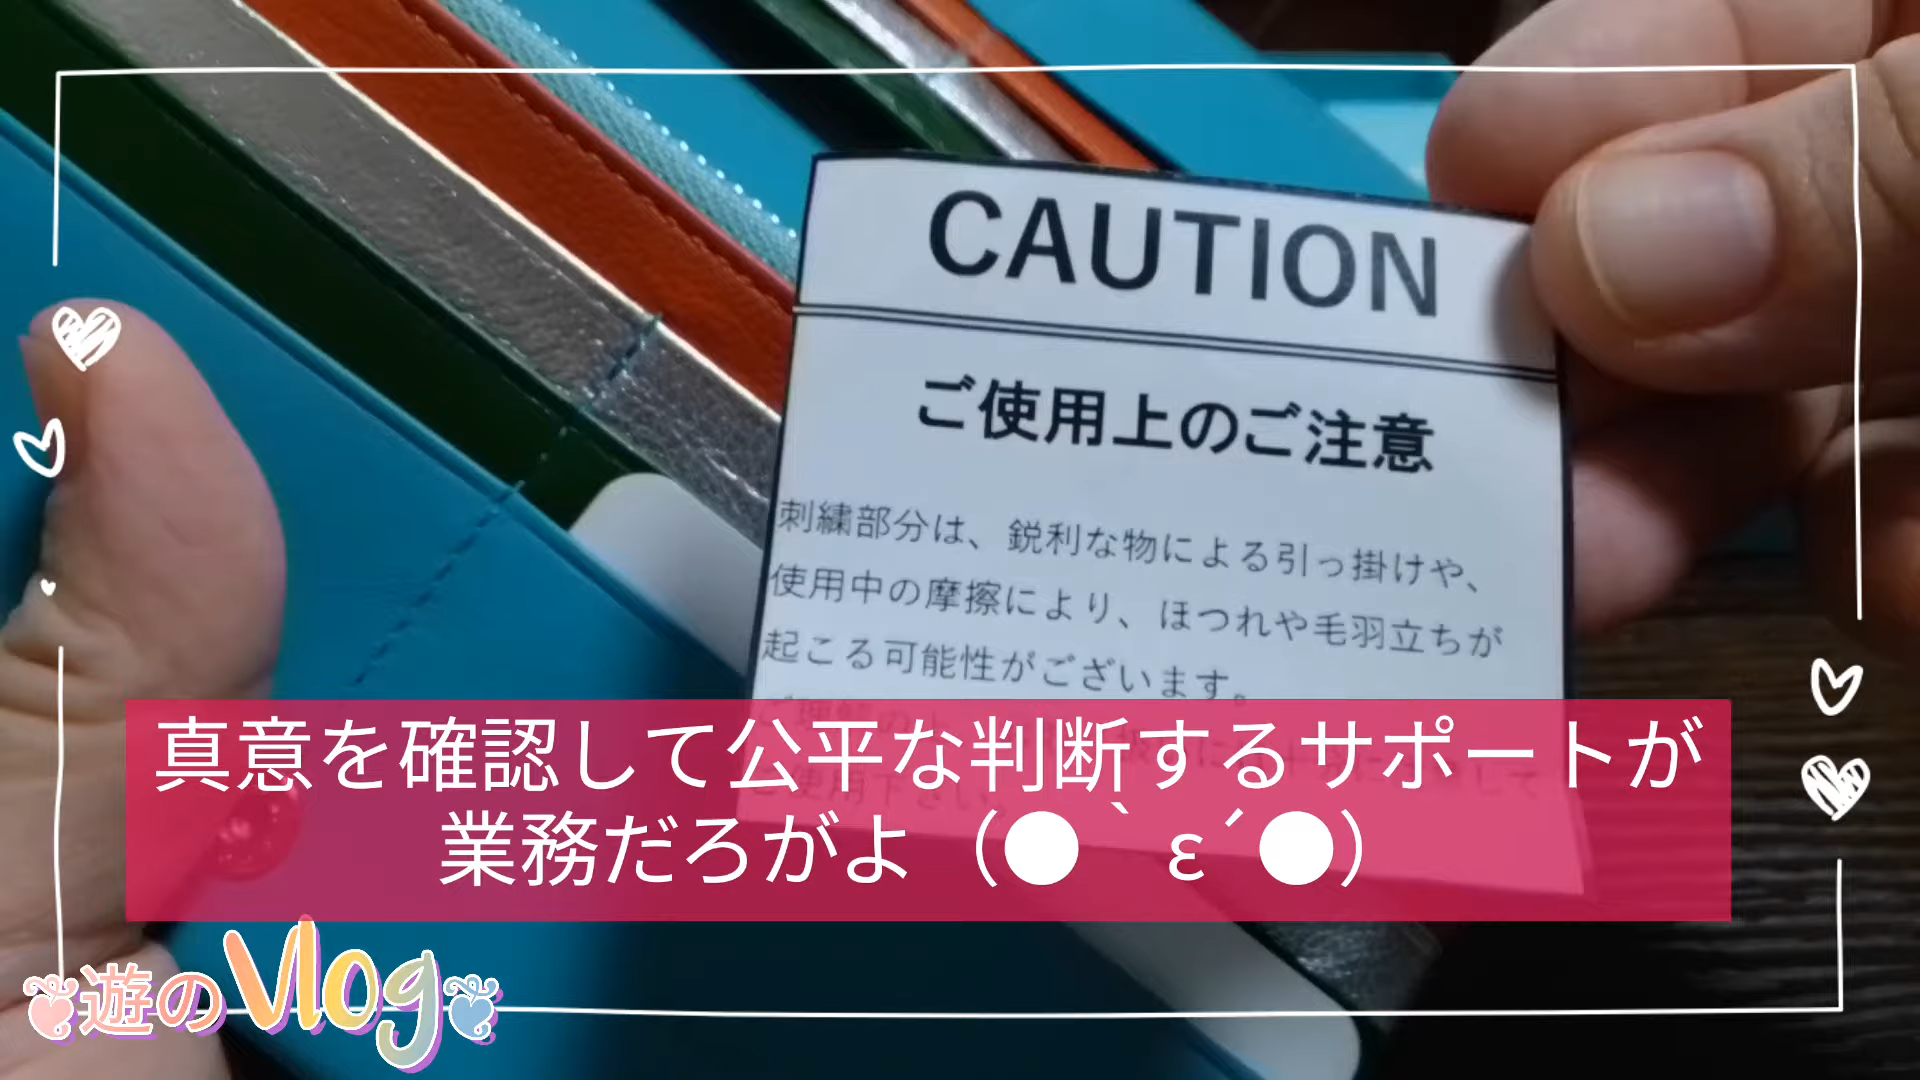 CAUTION
ご使用上のご注意
刺繍部分は、鋭利な物による引っ掛けや、
使用中の摩擦により、ほつれや毛羽立ちが
起こる可能性がございます。
真意を確認して公平な判断するサポートが
業務だろがよ（●｀ε´●）
遊のVlog